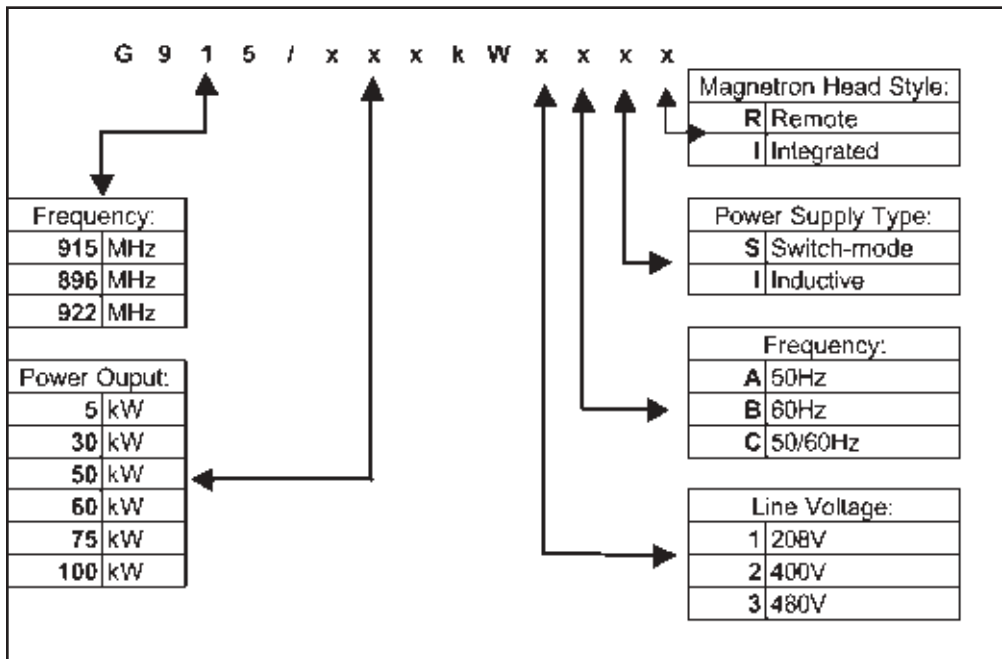 G 9 1 5 / x x x k W x x x x
Magnetron Head Style:
R Remote
I Integrated
Frequency:
915 MHz
896 MHz
922 MHz
Power Supply Type:
S Switch-mode
I Inductive
Power Ouput:
5 kW
30 kW
50 kW
60 kW
75 kW
100 kW
Frequency:
A 50Hz
B 60Hz
C 50/60Hz
Line Voltage:
1 208V
2 400V
3 480V